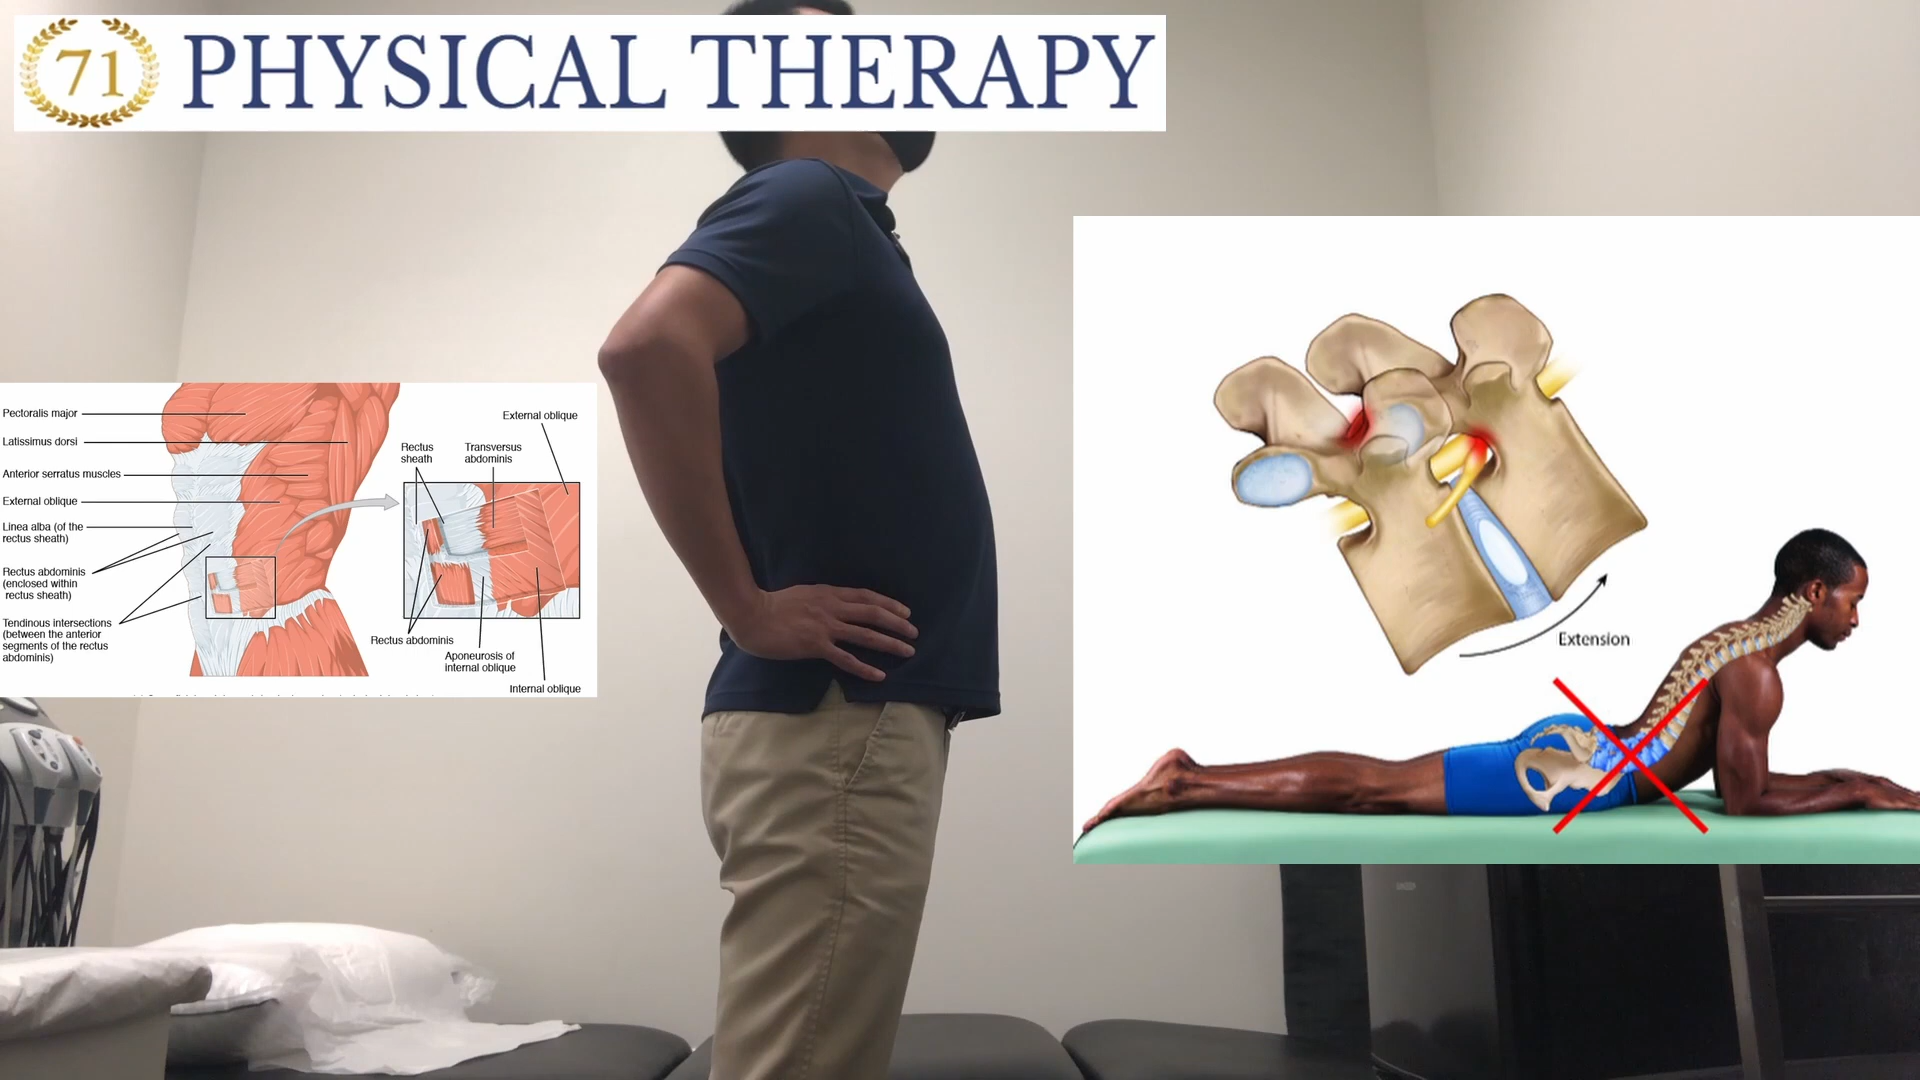 71 PHYSICAL THERAPY
Pectoralis major
Latissimus dorsi
Anterior serratus muscles
External oblique
Linea alba (of the
rectus sheath)
Rectus abdominis
(enclosed within
rectus sheath)
Tendinous intersections
(between the anterior
segments of the rectus
abdominis)
External oblique
Rectus
sheath
Transversus
abdominis
Rectus abdominis
Aponeurosis of
internal oblique
Internal oblique
Extension